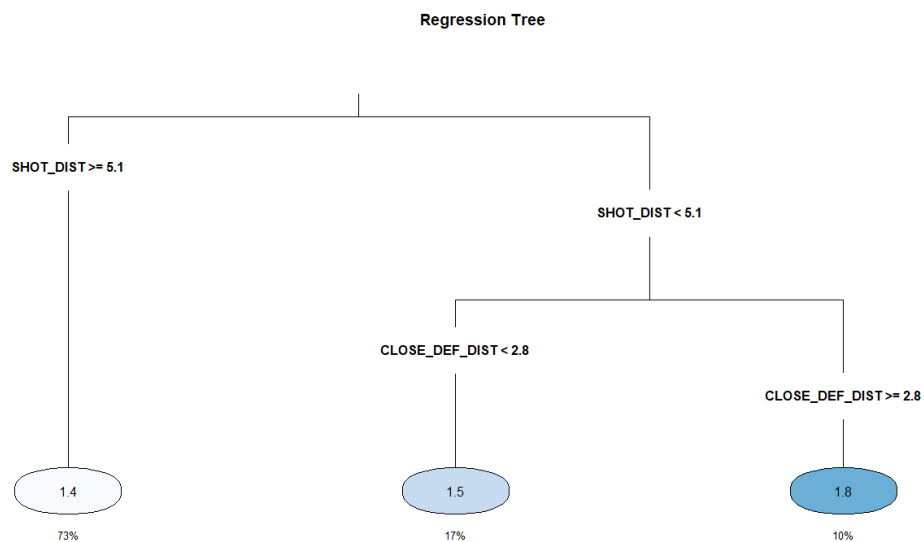 Regression Tree
SHOT_DIST >= 5.1
SHOT_DIST < 5.1
CLOSE_DEF_DIST < 2.8
CLOSE_DEF_DIST >= 2.8
1.4
1.5
1.8
73%
17%
10%